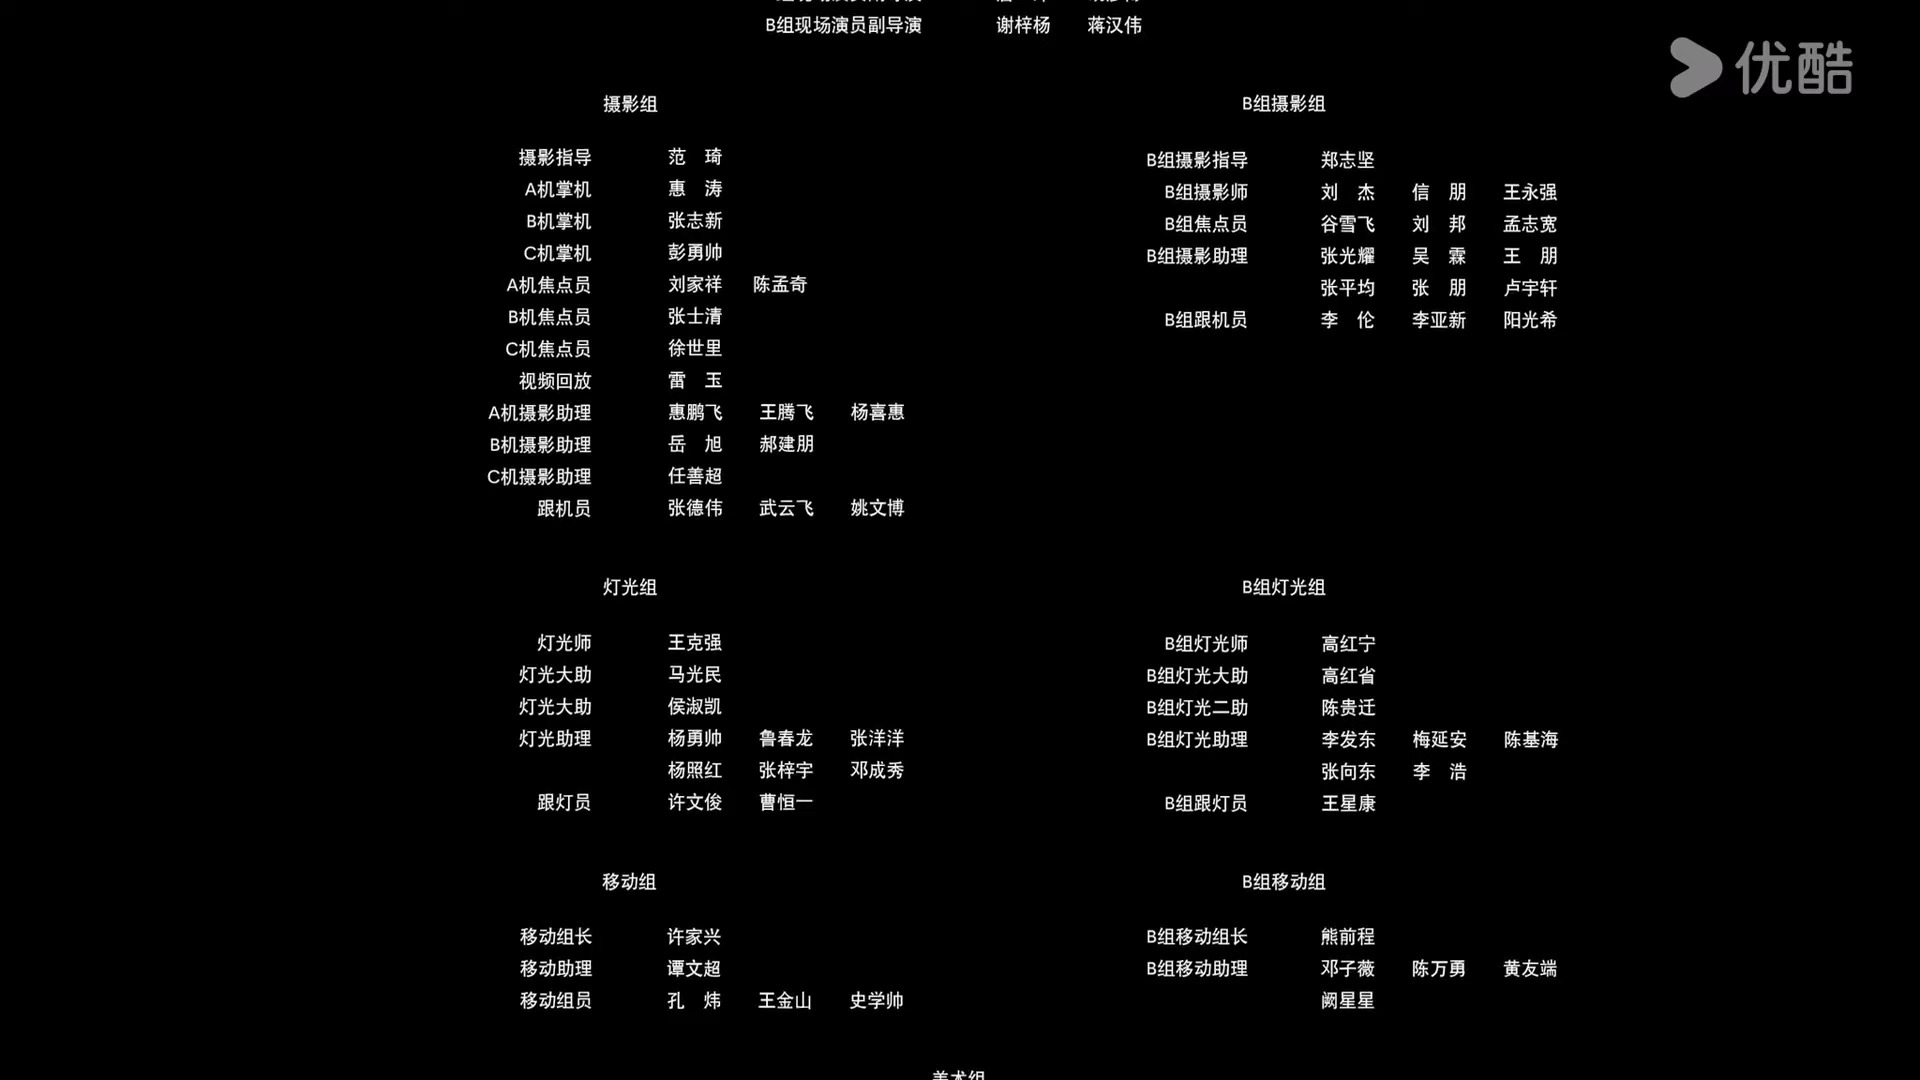 B组现场演员副导演 谢梓杨 蒋汉伟
优酷
摄影组
摄影指导 范 琦
A机掌机 惠 涛
B机掌机 张志新
C机掌机 彭勇帅
A机焦点员 刘家祥 陈孟奇
B机焦点员 张士清
C机焦点员 徐世里
视频回放 雷 玉
A机摄影助理 惠鹏飞 王腾飞 杨喜惠
B机摄影助理 岳 旭 郝建朋
C机摄影助理 任善超
跟机员 张德伟 武云飞 姚文博
B组摄影组
B组摄影指导 郑志坚
B组摄影师 刘 杰 信 朋 王永强
B组焦点员 谷雪飞 刘 邦 孟志宽
B组摄影助理 张光耀 吴 霖 王 朋
张平均 张 朋 卢宇轩
B组跟机员 李 伦 李亚新 阳光希
灯光组
灯光师 王克强
灯光大助 马光民
灯光大助 侯淑凯
灯光助理 杨勇帅 鲁春龙 张洋洋
杨照红 张梓宇 邓成秀
跟灯员 许文俊 曹恒一
B组灯光组
B组灯光师 高红宁
B组灯光大助 高红省
B组灯光二助 陈贵迁
B组灯光助理 李发东 梅延安 陈基海
张向东 李 浩
B组跟灯员 王星康
移动组
移动组长 许家兴
移动助理 谭文超
移动组员 孔 炜 王金山 史学帅
B组移动组
B组移动组长 熊前程
B组移动助理 邓子薇 陈万勇 黄友端
阙星星
美术组